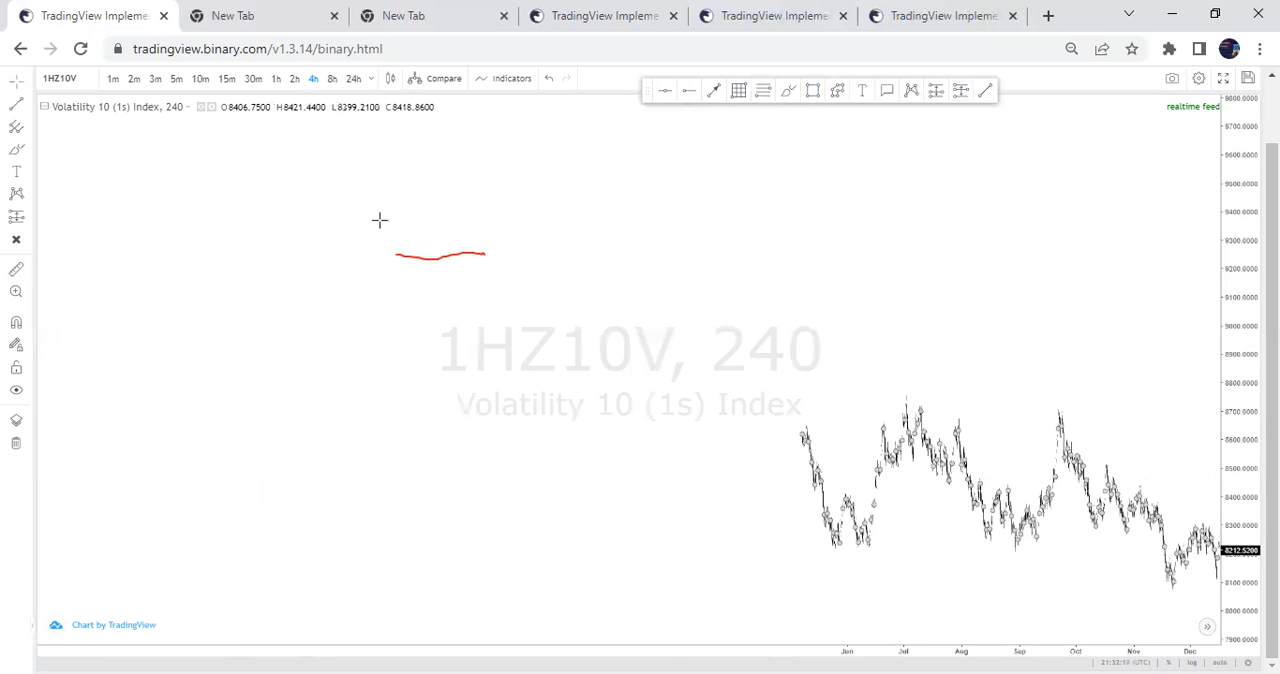 TradingView Impleme
New Tab
New Tab
TradingView Impleme
TradingView Impleme
TradingView Impleme
tradingview.binary.com/v1.3.14/binary.html
1HZ10V 1m 2m 3m 5m 10m 15m 30m 1h 2h 4h 8h 24h Compare Indicators
Volatility 10 (1s) Index, 240 O8406.7500 H8421.4400 L8399.2100 C8418.8600
realtime feed
9800.0000
9700.0000
9600.0000
9500.0000
9400.0000
9300.0000
9200.0000
9100.0000
9000.0000
8900.0000
8800.0000
8700.0000
8600.0000
8500.0000
8400.0000
8300.0000
8212.5200
8100.0000
8000.0000
7900.0000
1HZ10V, 240
Volatility 10 (1s) Index
Chart by TradingView
Jun Jul Aug Sep Oct Nov Dec
% log auto